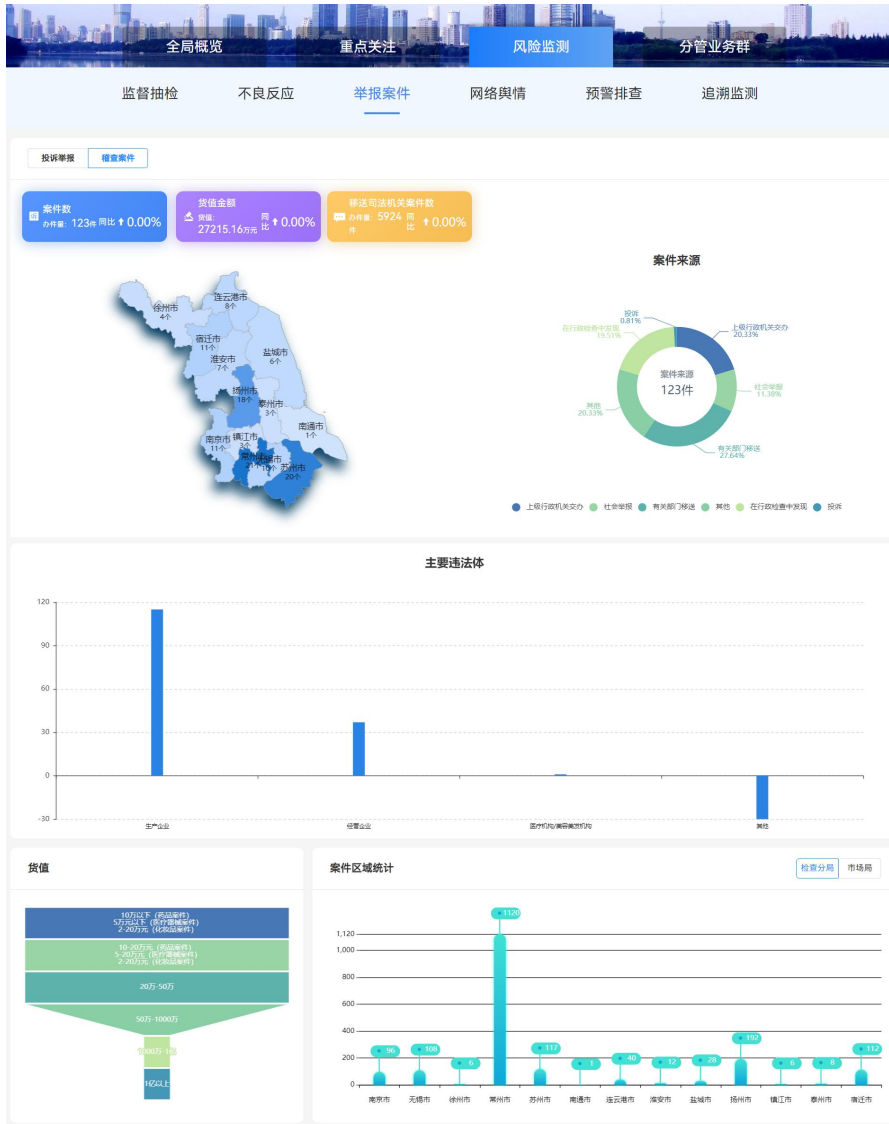 全局概览
重点关注
风险监测
分管业务群
监督抽检
不良反应
举报案件
网络舆情
预警排查
追溯监测
投诉举报
稽查案件
案件数
办件量: 123件 同比 0.00%
货值金额
货值: 27215.16万元 同比 0.00%
移送司法机关案件数
办件量: 5924件 同比 0.00%
徐州市
4个
连云港市
8个
宿迁市
11个
淮安市
7个
盐城市
6个
扬州市
18个
泰州市
3个
南通市
1个
南京市
11个
镇江市
3个
苏州市
20个
案件来源
投诉
0.81%
在行政检查中发现
19.51%
上级行政机关交办
20.33%
案件来源
123件
社会举报
11.38%
其他
20.33%
有关部门移送
27.64%
上级行政机关交办
社会举报
有关部门移送
其他
在行政检查中发现
投诉
主要违法体
120
90
60
30
0
-30
生产企业
经营企业
医疗机构/美容美发机构
其他
货值
10万以下 (药品案件)
5万元以下 (医疗器械案件)
2-20万元 (化妆品案件)
10-20万元 (药品案件)
5-20万元 (医疗器械案件)
2-20万元 (化妆品案件)
20万-50万
50万-1000万
1亿以上
案件区域统计
检查分局
市场局
1,120
1,000
800
600
400
200
0
96
108
6
1120
117
1
40
12
28
192
6
8
112
南京市
无锡市
徐州市
常州市
苏州市
南通市
连云港市
淮安市
盐城市
扬州市
镇江市
泰州市
宿迁市